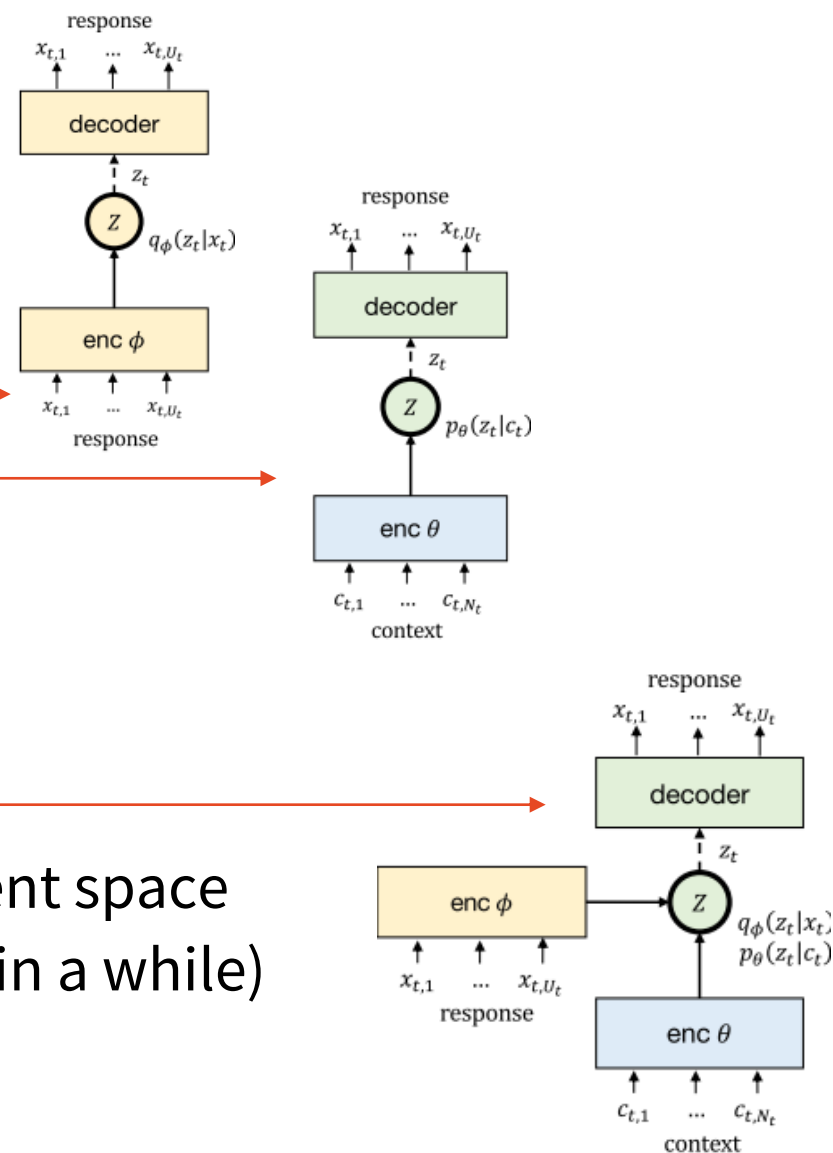 response
x_{t,1} ... x_{t,U_t}
decoder
z_t
Z
q_ϕ(z_t|x_t)
enc ϕ
x_{t,1} ... x_{t,U_t}
response
response
x_{t,1} ... x_{t,U_t}
decoder
z_t
Z
p_θ(z_t|c_t)
enc θ
c_{t,1} ... c_{t,N_t}
context
response
x_{t,1} ... x_{t,U_t}
decoder
z_t
ent space
in a while)
enc ϕ
Z
q_ϕ(z_t|x_t)
p_θ(z_t|c_t)
x_{t,1} ... x_{t,U_t}
response
enc θ
c_{t,1} ... c_{t,N_t}
context